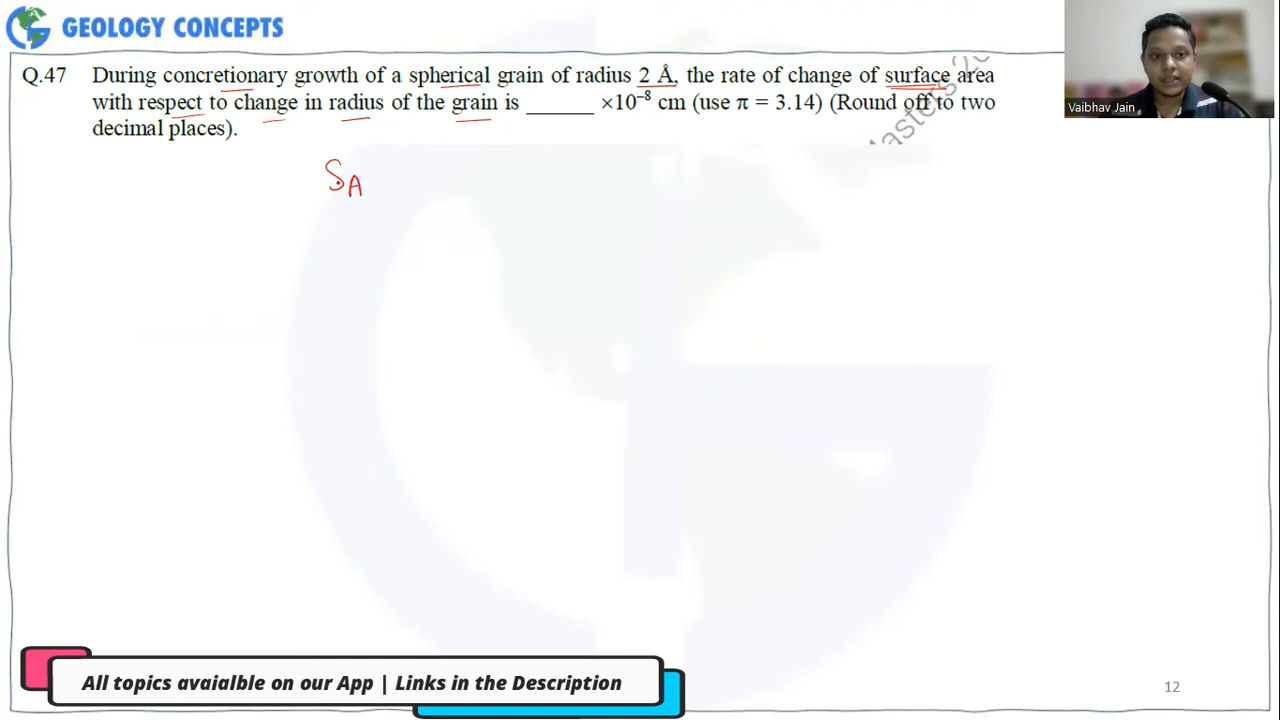 GEOLOGY CONCEPTS
Q.47 During concretionary growth of a spherical grain of radius 2 Å, the rate of change of surface area
with respect to change in radius of the grain is ______ ×10⁻⁸ cm (use π = 3.14) (Round off to two
decimal places).
Vaibhav Jain
S_A
All topics avaialble on our App | Links in the Description
12